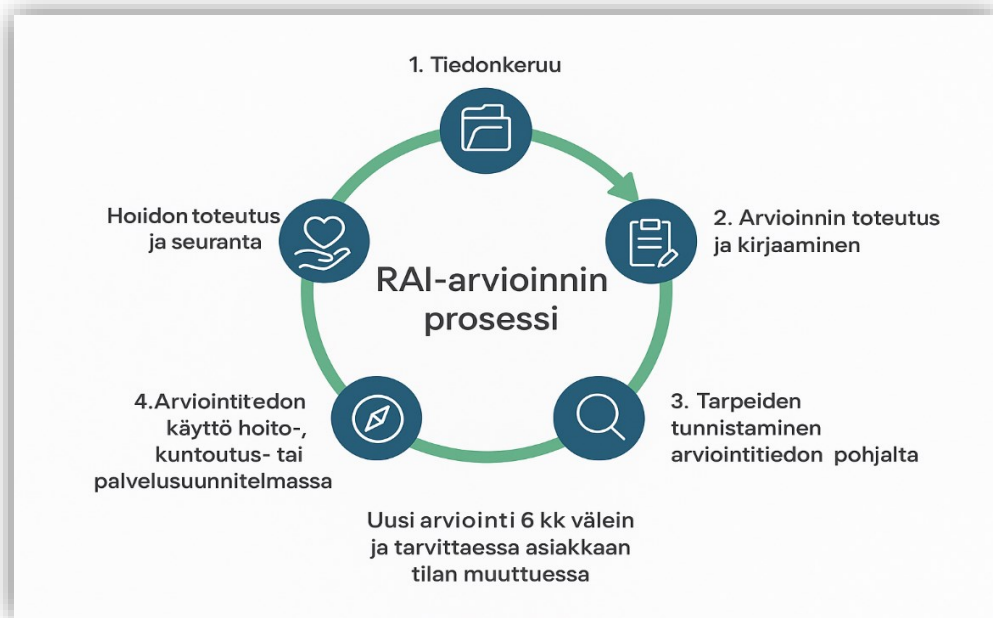 1. Tiedonkeruu
2. Arvioinnin toteutus
ja kirjaaminen
3. Tarpeiden
tunnistaminen
arviointitiedon pohjalta
4.Arviointitedon
käyttö hoito-,
kuntoutus- tai
palvelusuunnitelmassa
Hoiidon toteutus
ja seuranta
RAI-arvioinnin
prosessi
Uusi arviointi 6 kk välein
ja tarvittaessa asiakkaan
tilan muuttuessa